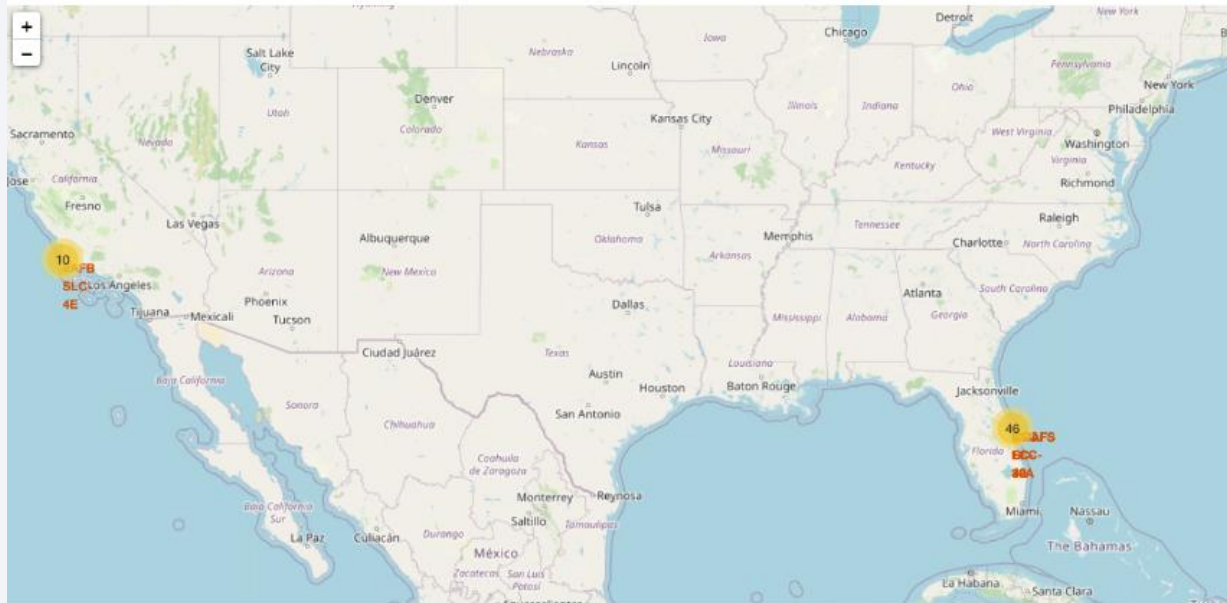 +
−
Wyoming
Detroit
New York
Chicago
Iowa
Salt Lake
City
Nebraska
Lincoln
Pennsylvania
New York
Denver
Utah
Illinois
Indiana
Ohio
Philadelphia
Kansas City
Sacramento
Nevada
Colorado
West Virginia
Washington
Kansas
Missouri
Virginia
Jose
California
Kentucky
Richmond
Fresno
Las Vegas
Tulsa
Raleigh
Tennessee
Albuquerque
Oklahoma
Memphis
Charlotte
North Carolina
10
AFB
Arizona
New Mexico
Arkansas
SLC-
Los Angeles
South Carolina
4E
Phoenix
Atlanta
Tijuana
Mexicali
Tucson
Dallas
Mississippi
Alabama
Georgia
Ciudad Juárez
Texas
Louisiana
Baja California
Austin
Houston
Baton Rouge
Jacksonville
Sonora
San Antonio
Chihuahua
46
AFS
Florida
Coahuila
de Zaragoza
Monterrey
Reynosa
Miami
Nassau
Baja California
Sur
Saltillo
Tamaulipas
La Paz
Culiacán
Durango
México
The Bahamas
Zacatecas
San Luis
Potosí
La Habana
Santa Clara